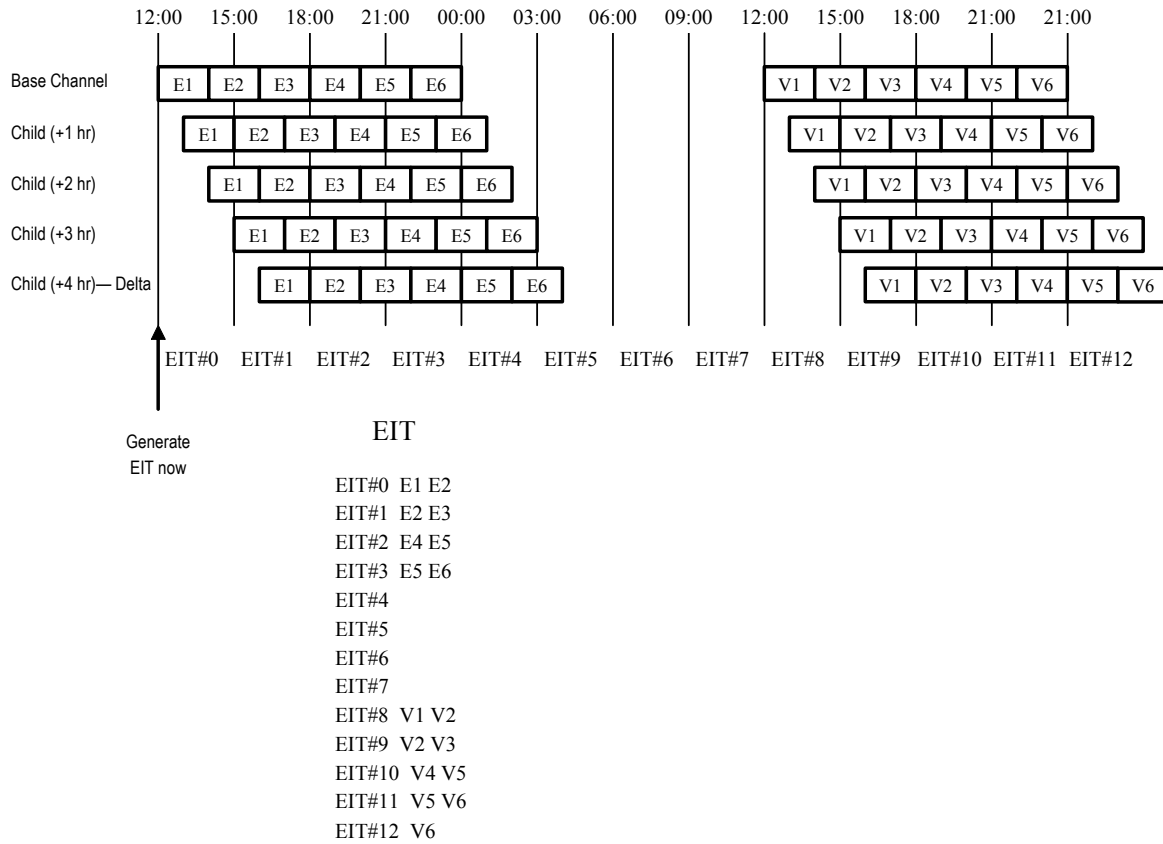 12:00 15:00 18:00 21:00 00:00 03:00 06:00 09:00 12:00 15:00 18:00 21:00 21:00
Base Channel E1 E2 E3 E4 E5 E6 V1 V2 V3 V4 V5 V6
Child (+1 hr) E1 E2 E3 E4 E5 E6 V1 V2 V3 V4 V5 V6
Child (+2 hr) E1 E2 E3 E4 E5 E6 V1 V2 V3 V4 V5 V6
Child (+3 hr) E1 E2 E3 E4 E5 E6 V1 V2 V3 V4 V5 V6
Child (+4 hr)— Delta E1 E2 E3 E4 E5 E6 V1 V2 V3 V4 V5 V6
EIT#0 EIT#1 EIT#2 EIT#3 EIT#4 EIT#5 EIT#6 EIT#7 EIT#8 EIT#9 EIT#10 EIT#11 EIT#12
Generate
EIT now
EIT
EIT#0 E1 E2
EIT#1 E2 E3
EIT#2 E4 E5
EIT#3 E5 E6
EIT#4
EIT#5
EIT#6
EIT#7
EIT#8 V1 V2
EIT#9 V2 V3
EIT#10 V4 V5
EIT#11 V5 V6
EIT#12 V6